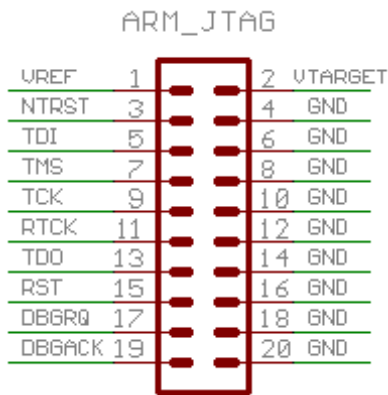 ARM_JTAG
VREF 1 2 VTARGET
NTRST 3 4 GND
TDI 5 6 GND
TMS 7 8 GND
TCK 9 10 GND
RTCK 11 12 GND
TDO 13 14 GND
RST 15 16 GND
DBGRQ 17 18 GND
DBGACK 19 20 GND